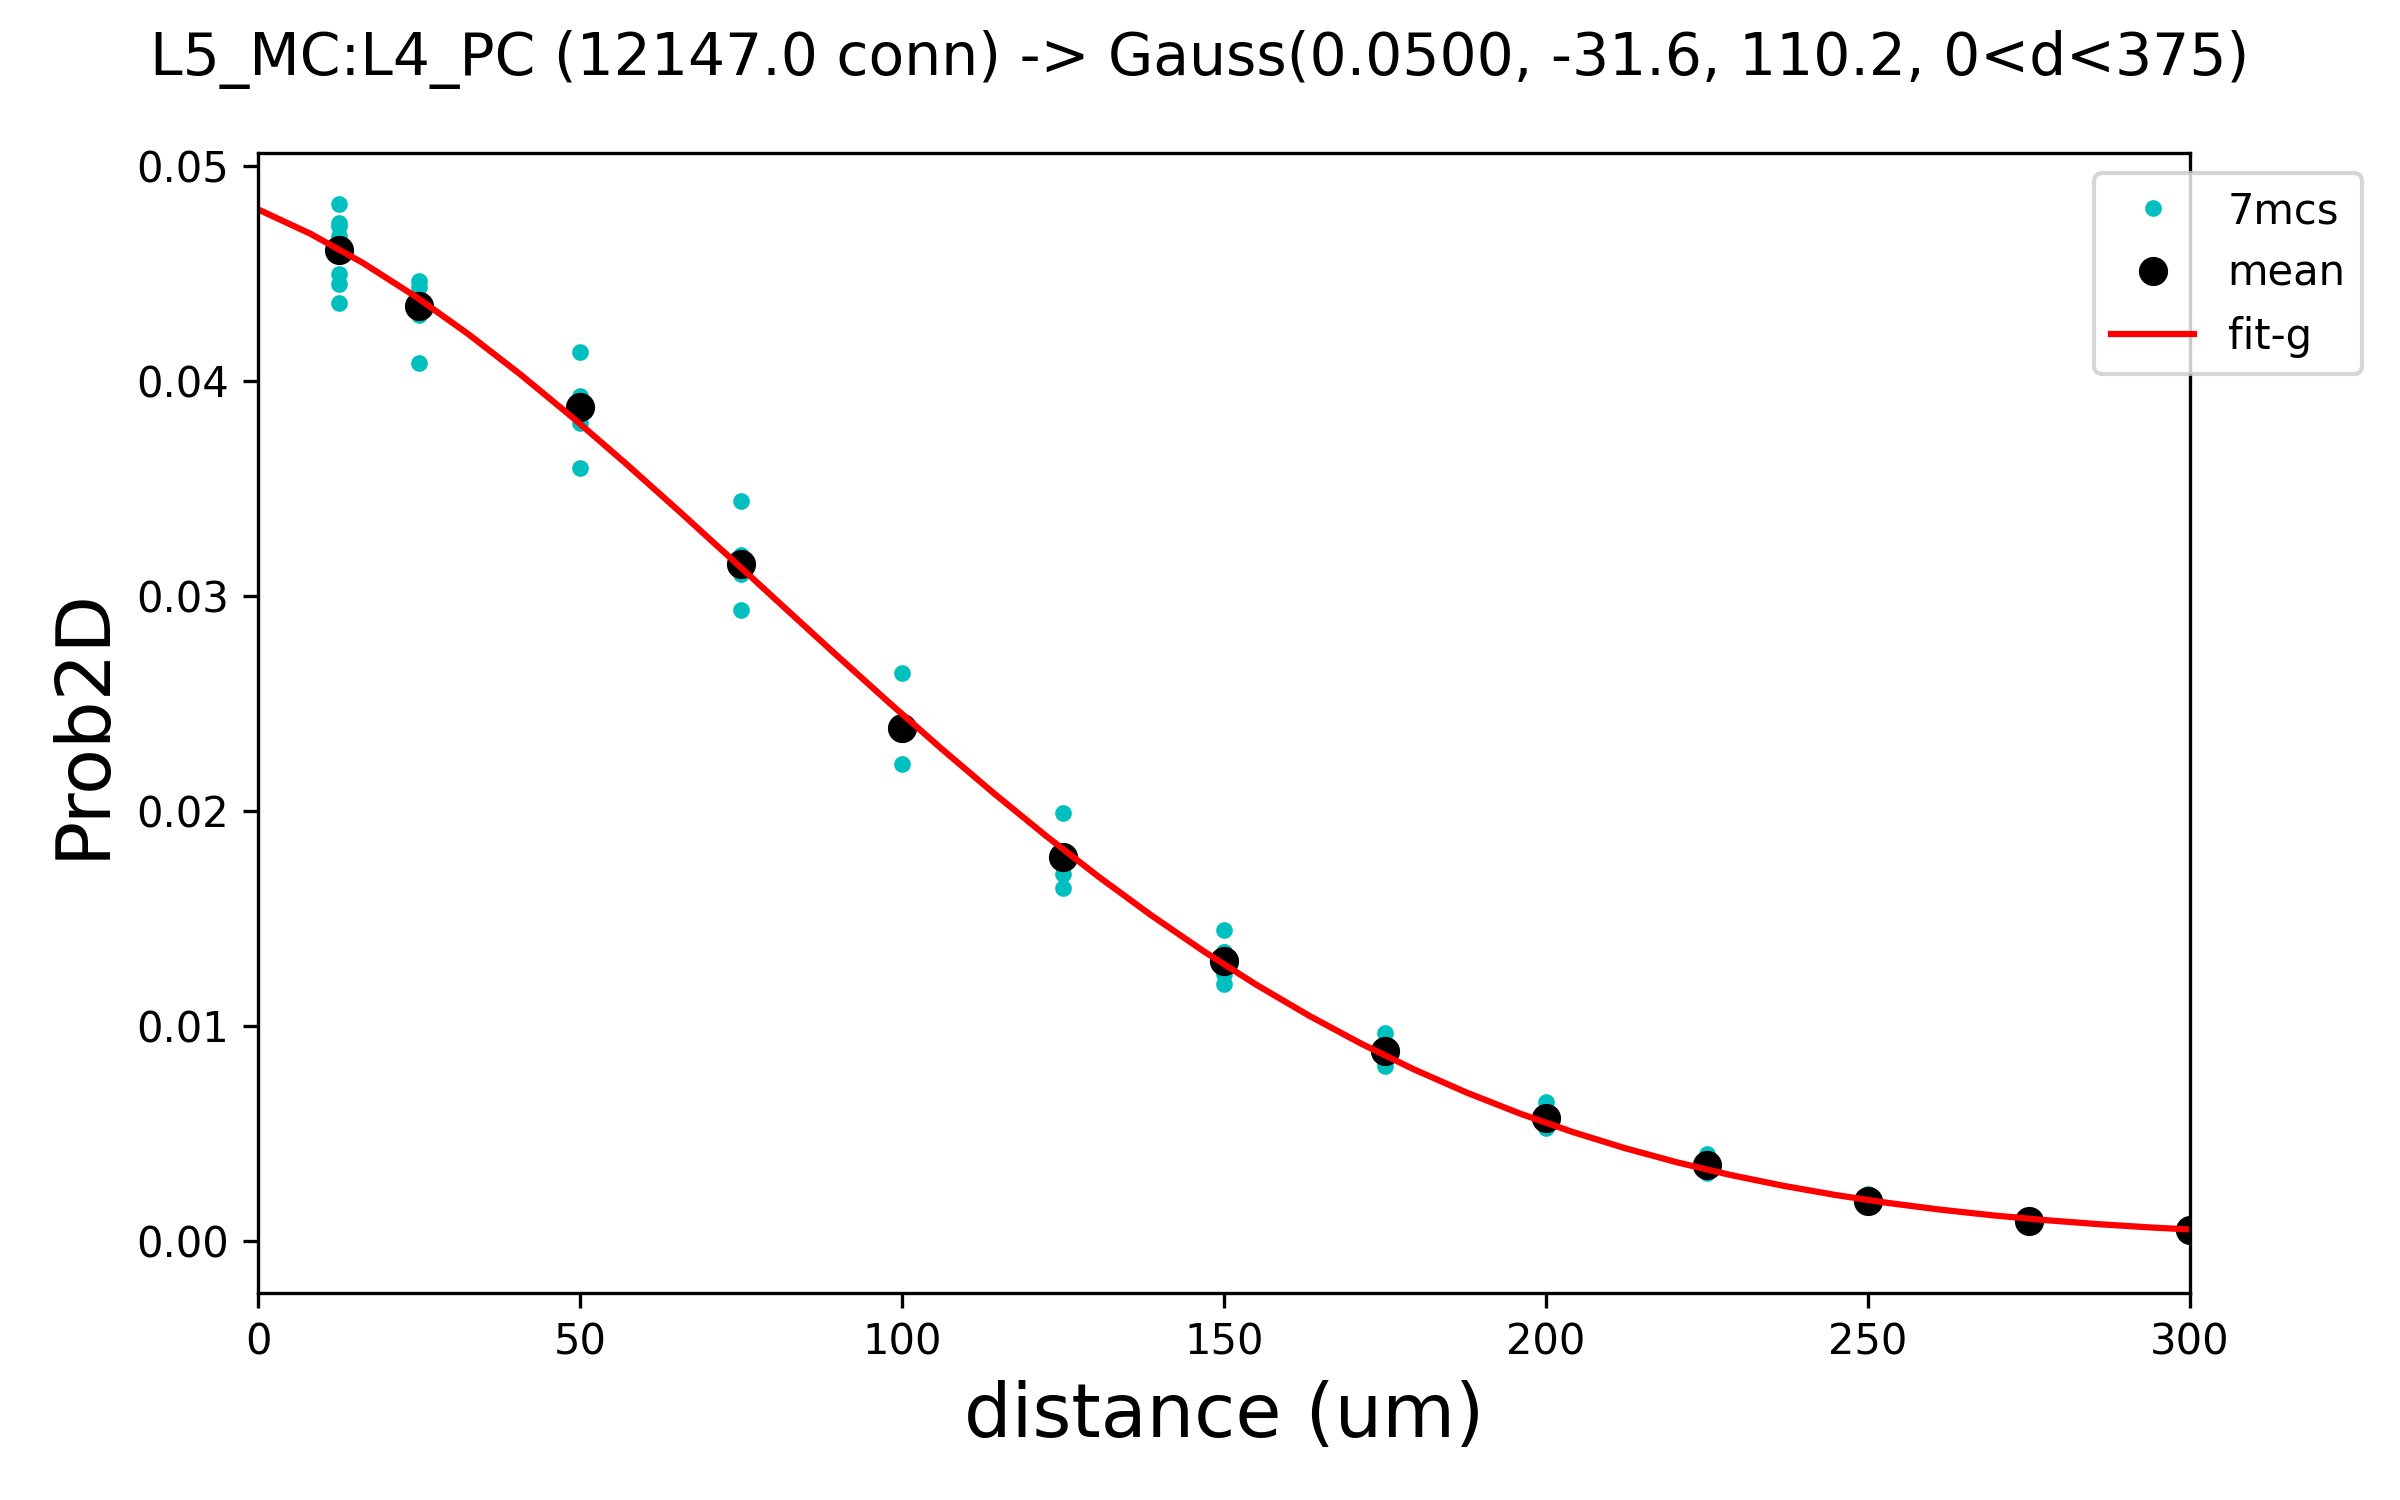 L5_MC:L4_PC (12147.0 conn) -> Gauss(0.0500, -31.6, 110.2, 0<d<375)
7mcs
mean
fit-g
Prob2D
0.05
0.04
0.03
0.02
0.01
0.00
0 50 100 150 200 250 300
distance (um)